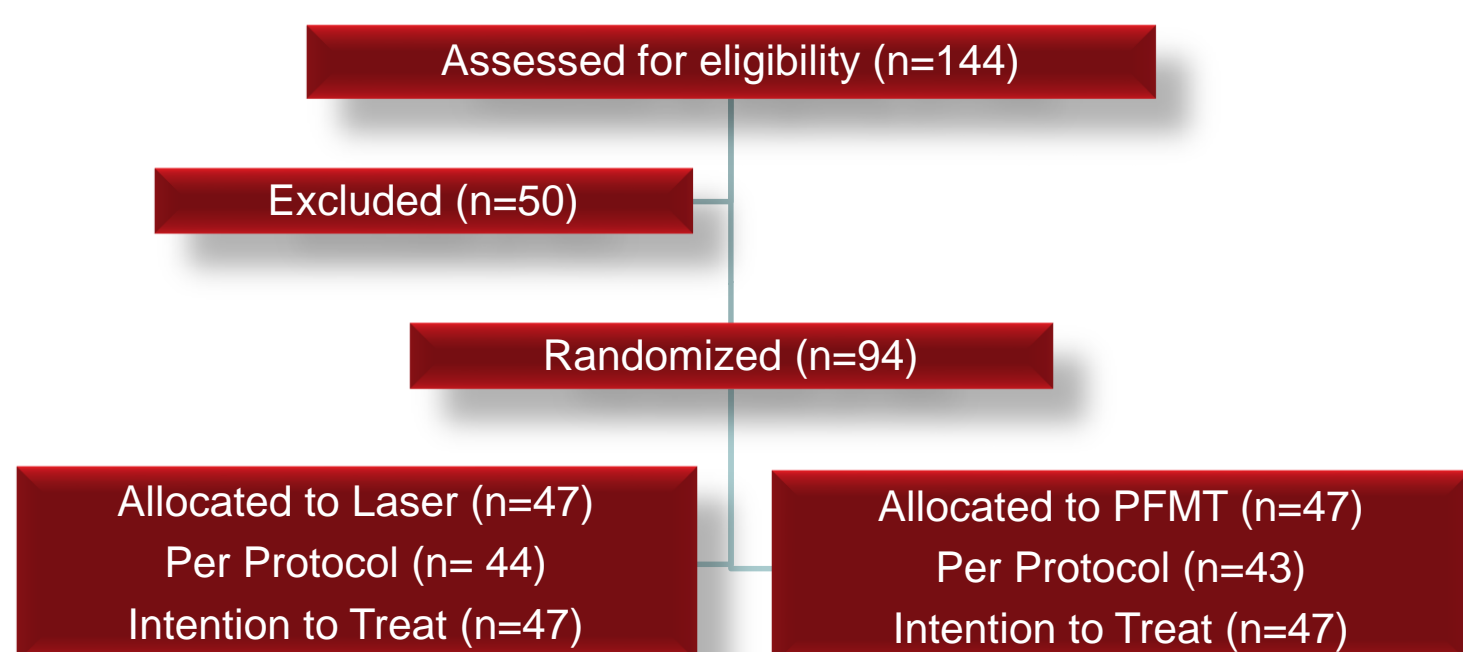 Assessed for eligibility (n=144)
Excluded (n=50)
Randomized (n=94)
Allocated to Laser (n=47)
Per Protocol (n= 44)
Intention to Treat (n=47)
Allocated to PFMT (n=47)
Per Protocol (n=43)
Intention to Treat (n=47)